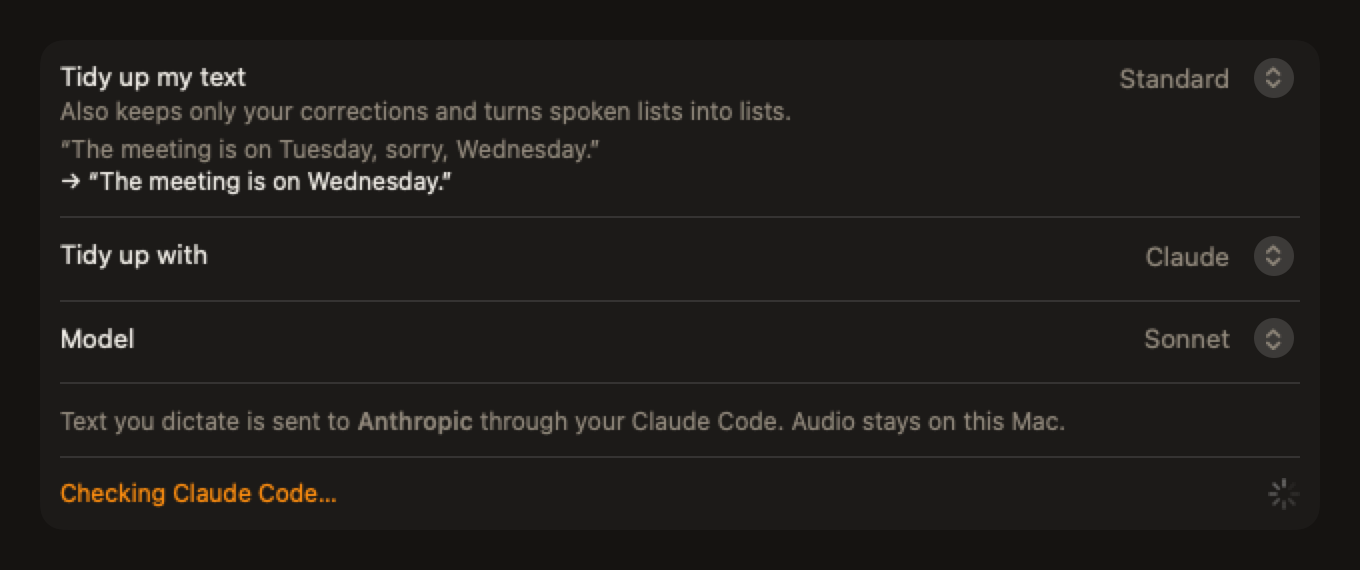 Tidy up my text
Standard
Also keeps only your corrections and turns spoken lists into lists.
“The meeting is on Tuesday, sorry, Wednesday.”
→ “The meeting is on Wednesday.”
Tidy up with
Claude
Model
Sonnet
Text you dictate is sent to Anthropic through your Claude Code. Audio stays on this Mac.
Checking Claude Code...